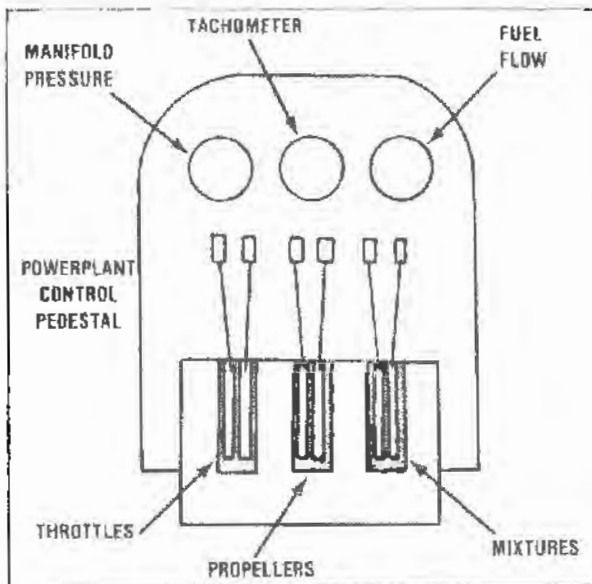 TACHOMETER
MANIFOLD
PRESSURE
FUEL
FLOW
POWERPLANT
CONTROL
PEDESTAL
THROTTLES
PROPELLERS
MIXTURES